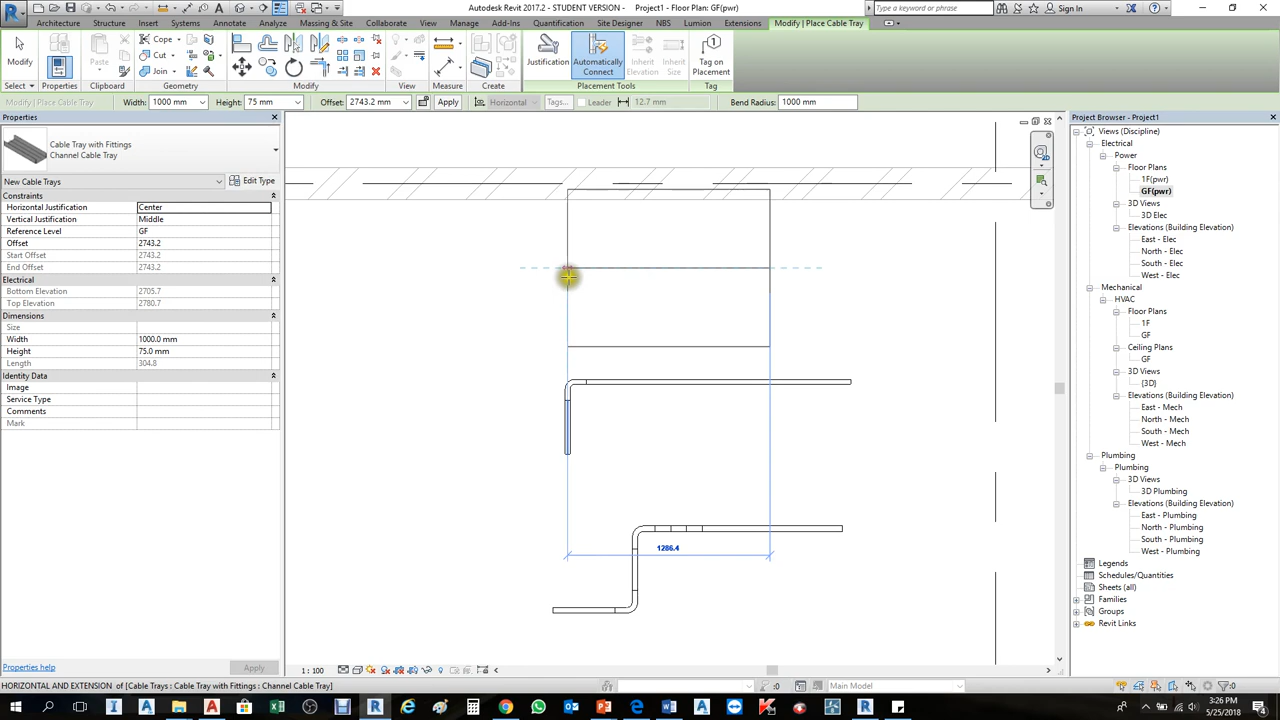 Autodesk Revit 2017.2 - STUDENT VERSION - Project1 - Floor Plan: GF(pwr)
Type a keyword or phrase
Sign In
Architecture Structure Insert Systems Annotate Analyze Massing & Site Collaborate View Manage Add-Ins Quantification Site Designer NBS Lumion Extensions Modify | Place Cable Tray
Modify
Paste
Cope
Cut
Join
Justification
Automatically Connect
Inherit Elevation
Inherit Size
Tag on Placement
Select Properties Clipboard Geometry Modify View Measure Create Placement Tools Tag
Modify | Place Cable Tray Width: 1000 mm Height: 75 mm Offset: 2743.2 mm Apply Horizontal Tags... Leader 12.7 mm Bend Radius: 1000 mm
Properties
Cable Tray with Fittings
Channel Cable Tray
New Cable Trays Edit Type
Constraints
Horizontal Justification Center
Vertical Justification Middle
Reference Level GF
Offset 2743.2
Start Offset 2743.2
End Offset 2743.2
Electrical
Bottom Elevation 2705.7
Top Elevation 2780.7
Dimensions
Size
Width 1000.0 mm
Height 75.0 mm
Length 304.8
Identity Data
Image
Service Type
Comments
Mark
Properties help Apply
1286.4
1 : 100
Project Browser - Project1
Views (Discipline)
Electrical
Power
Floor Plans
1F(pwr)
GF(pwr)
3D Views
3D Elec
Elevations (Building Elevation)
East - Elec
North - Elec
South - Elec
West - Elec
Mechanical
HVAC
Floor Plans
1F
GF
Ceiling Plans
GF
3D Views
{3D}
Elevations (Building Elevation)
East - Mech
North - Mech
South - Mech
West - Mech
Plumbing
Plumbing
3D Views
3D Plumbing
Elevations (Building Elevation)
East - Plumbing
North - Plumbing
South - Plumbing
West - Plumbing
Legends
Schedules/Quantities
Sheets (all)
Families
Groups
Revit Links
HORIZONTAL AND EXTENSION of [Cable Trays : Cable Tray with Fittings : Channel Cable Tray]
:0 Main Model :0
3:26 PM
5/25/2018